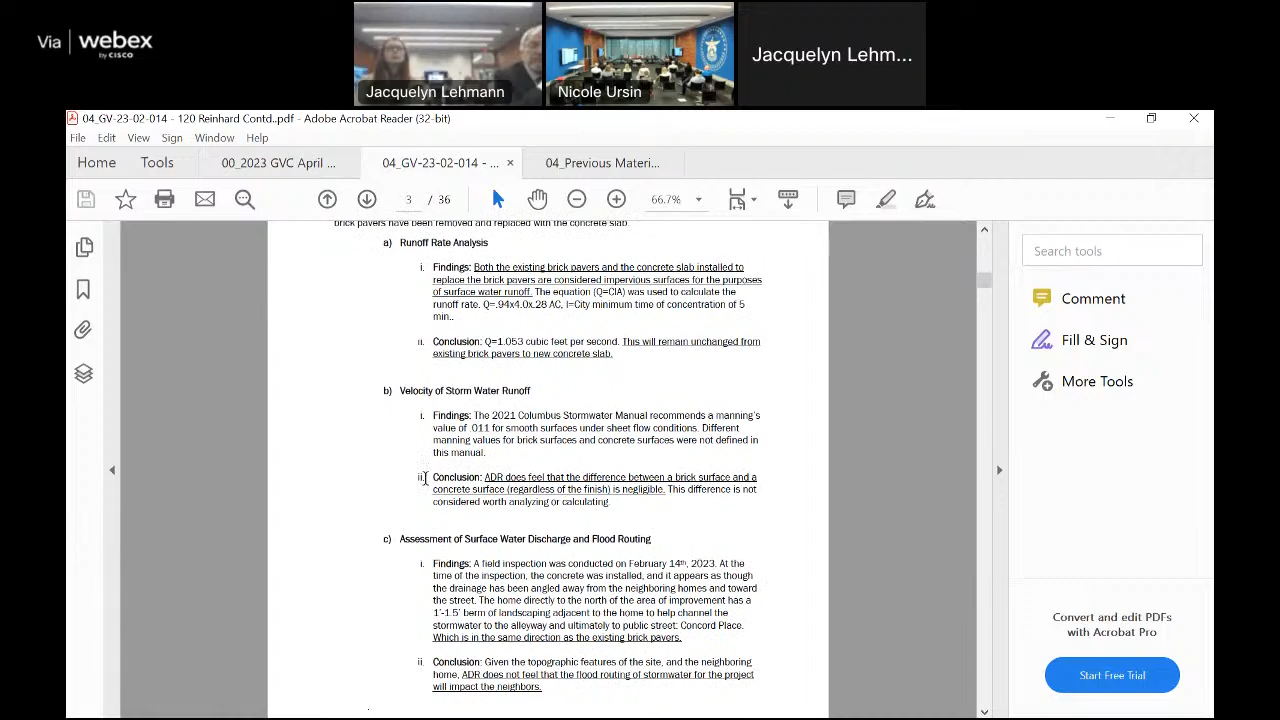 Via webex
by CISCO
Jacquelyn Lehmann
Nicole Ursin
Jacquelyn Lehm...
04_GV-23-02-014 - 120 Reinhard Contd..pdf - Adobe Acrobat Reader (32-bit)
File Edit View Sign Window Help
Home Tools 00_2023 GVC April ... 04_GV-23-02-014 - ... × 04_Previous Materi...
3 / 36 66.7%
brick pavers have been removed and replaced with the concrete slab.
a) Runoff Rate Analysis
i. Findings: Both the existing brick pavers and the concrete slab installed to
replace the brick pavers are considered impervious surfaces for the purposes
of surface water runoff. The equation (Q=CIA) was used to calculate the
runoff rate. Q=.94x4.0x.28 AC, I=City minimum time of concentration of 5
min..
ii. Conclusion: Q=1.053 cubic feet per second. This will remain unchanged from
existing brick pavers to new concrete slab.
b) Velocity of Storm Water Runoff
i. Findings: The 2021 Columbus Stormwater Manual recommends a manning's
value of .011 for smooth surfaces under sheet flow conditions. Different
manning values for brick surfaces and concrete surfaces were not defined in
this manual.
ii. Conclusion: ADR does feel that the difference between a brick surface and a
concrete surface (regardless of the finish) is negligible. This difference is not
considered worth analyzing or calculating.
c) Assessment of Surface Water Discharge and Flood Routing
i. Findings: A field inspection was conducted on February 14th, 2023. At the
time of the inspection, the concrete was installed, and it appears as though
the drainage has been angled away from the neighboring homes and toward
the street. The home directly to the north of the area of improvement has a
1'-1.5' berm of landscaping adjacent to the home to help channel the
stormwater to the alleyway and ultimately to public street: Concord Place.
Which is in the same direction as the existing brick pavers.
ii. Conclusion: Given the topographic features of the site, and the neighboring
home, ADR does not feel that the flood routing of stormwater for the project
will impact the neighbors.
Search tools
Comment
Fill & Sign
More Tools
Convert and edit PDFs
with Acrobat Pro
Start Free Trial